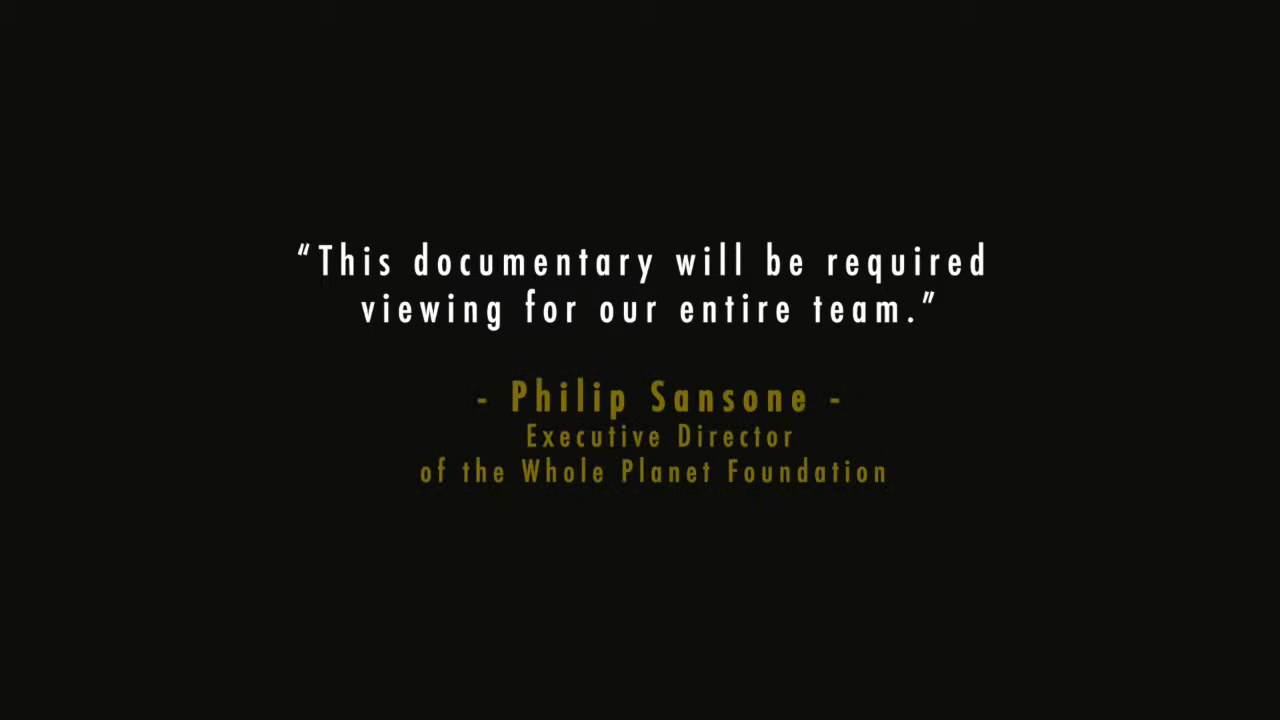 “This documentary will be required
viewing for our entire team.”
- Philip Sansone -
Executive Director
of the Whole Planet Foundation